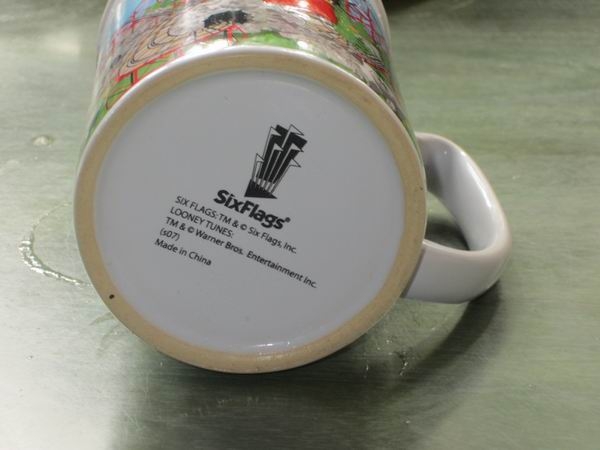 SixFlags®
SIX FLAGS: TM & © Six Flags, Inc.
LOONEY TUNES:
TM & © Warner Bros. Entertainment Inc.
(s07)
Made in China